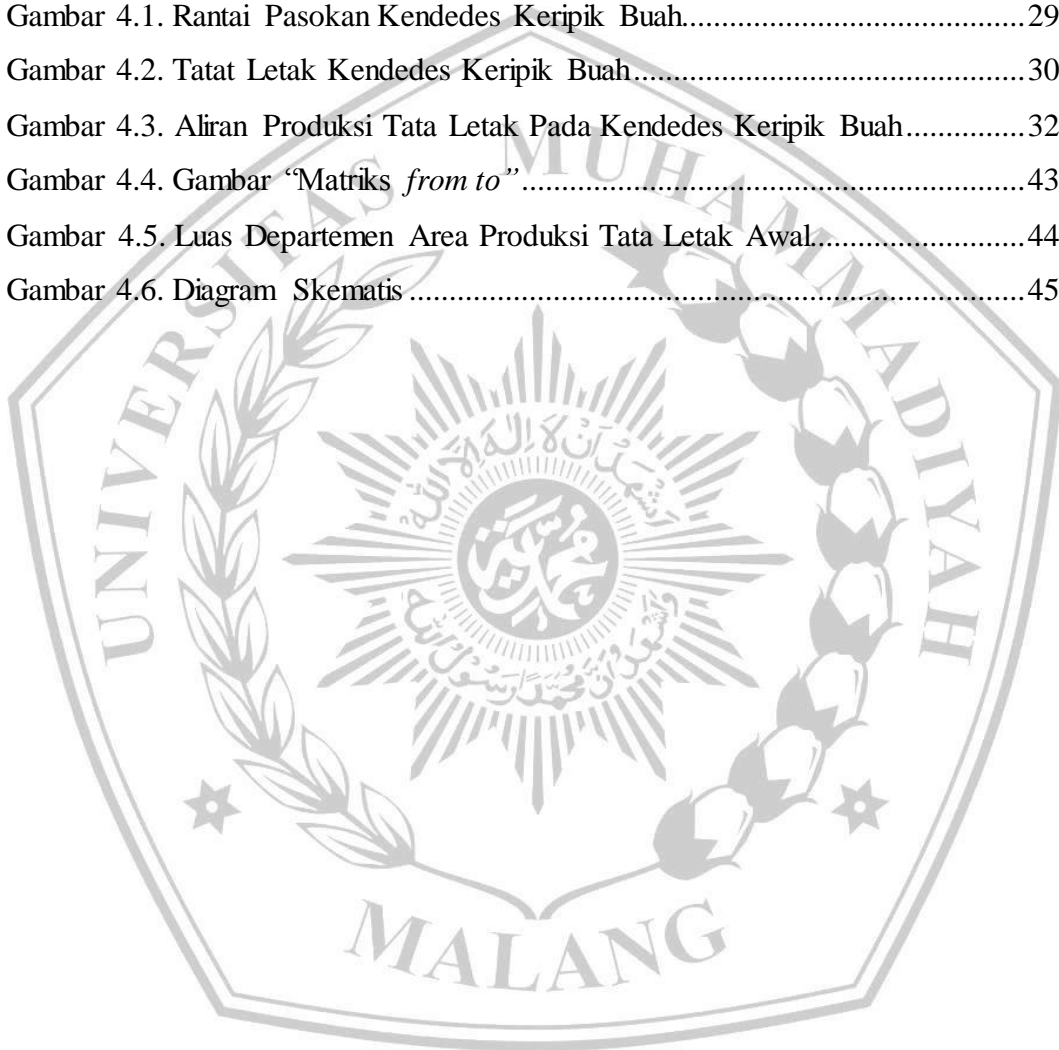 Gambar 4.1. Rantai Pasokan Kendedes Keripik Buah...............................................29
Gambar 4.2. Tatat Letak Kendedes Keripik Buah......................................................30
Gambar 4.3. Aliran Produksi Tata Letak Pada Kendedes Keripik Buah...............32
Gambar 4.4. Gambar “Matriks from to”......................................................................43
Gambar 4.5. Luas Departemen Area Produksi Tata Letak Awal............................44
Gambar 4.6. Diagram Skematis......................................................................................45
UNIVERSITAS MUHAMMADIYAH
MALANG